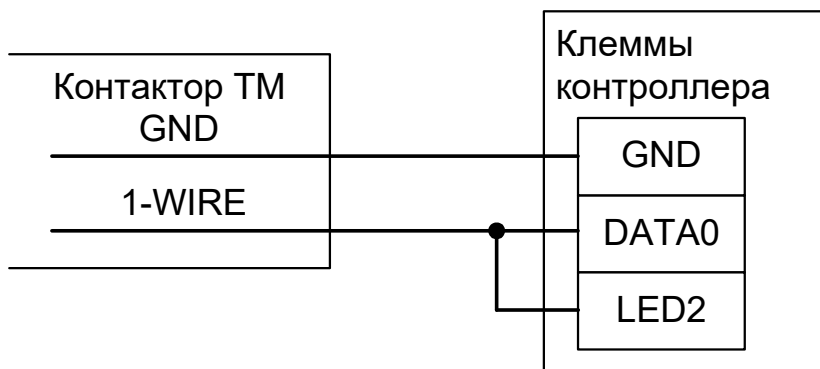 Клеммы
контроллера
Контактор ТМ
GND
1-WIRE
GND
DATA0
LED2